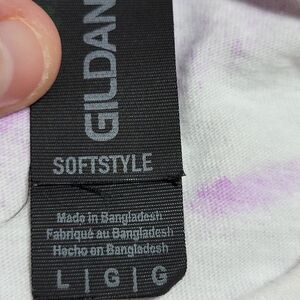 GILDAN
SOFTSTYLE
Made in Bangladesh
Fabriqué au Bangladesh
Hecho en Bangladesh
L | G | G